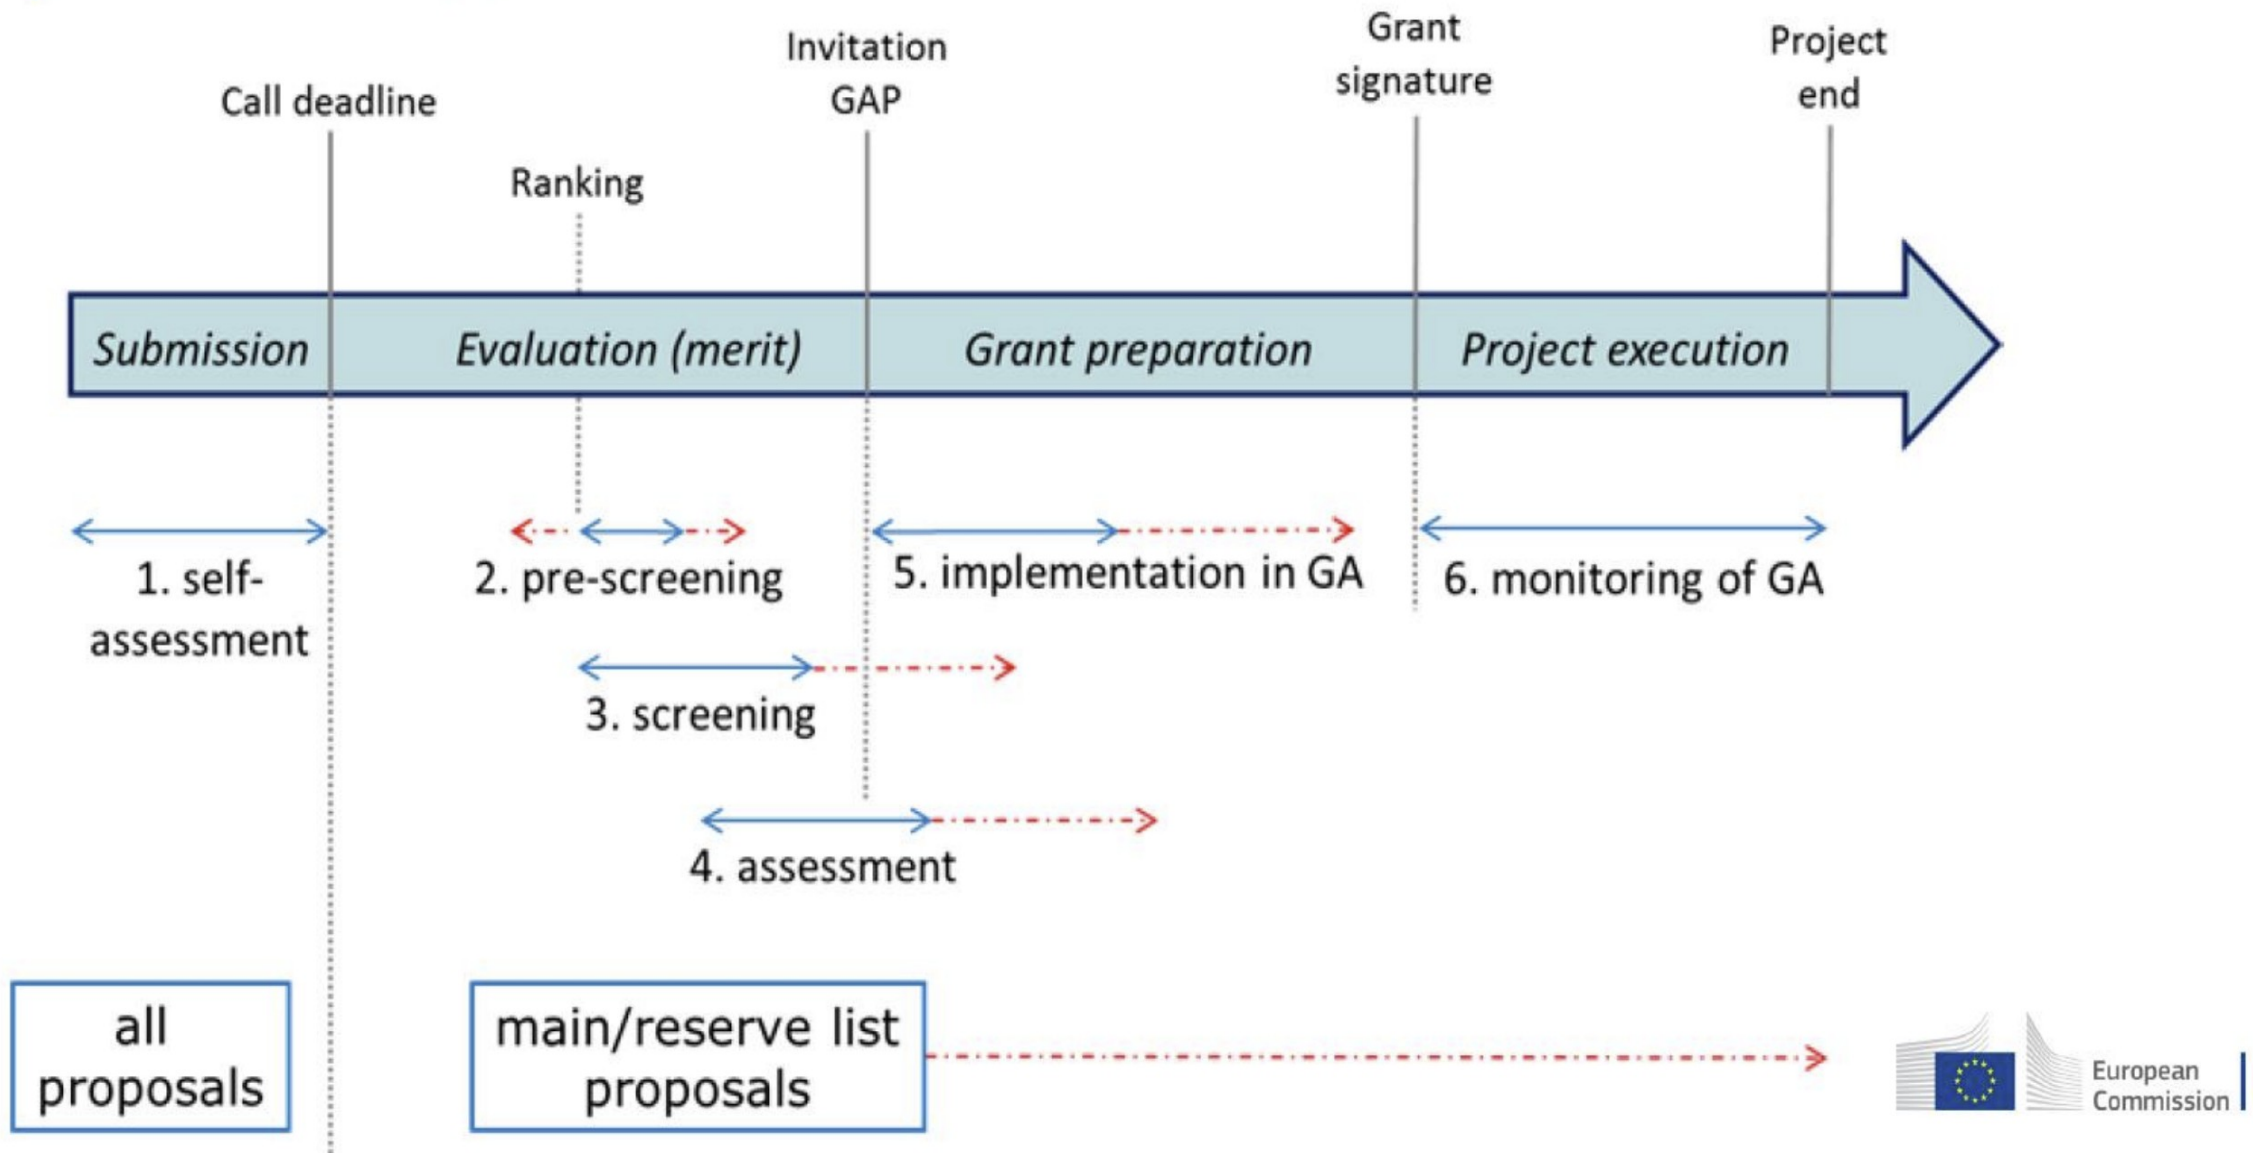 Call deadline
Ranking
Invitation
GAP
Grant
signature
Project
end
Submission
Evaluation (merit)
Grant preparation
Project execution
1. self-
assessment
2. pre-screening
3. screening
4. assessment
5. implementation in GA
6. monitoring of GA
all
proposals
main/reserve list
proposals
European
Commission